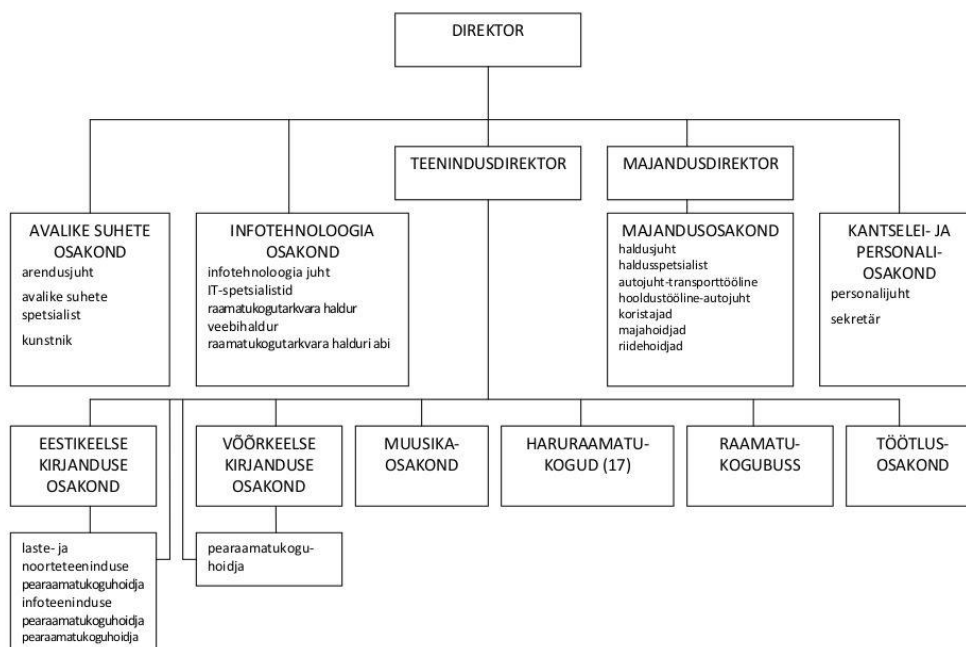 DIREKTOR
TEENINDUSDIREKTOR
MAJANDUSDIREKTOR
AVALIKE SUHETE
OSAKOND
arendusjuht
avalike suhete
spetsialist
kunstnik
INFOTEHNOLOOGIA
OSAKOND
infotehnoloogia juht
IT-spetsialistid
raamatukogutarkvara haldur
veebihaldur
raamatukogutarkvara halduri abi
MAJANDUSOSAKOND
haldusjuht
haldusspetsialist
autojuht-transporttööline
hooldustööline-autojuht
koristajad
majahoidjad
riidehoidjad
KANTSELEI- JA
PERSONALI-
OSAKOND
personalijuht
sekretär
EESTIKEELSE
KIRJANDUSE
OSAKOND
VÕÕRKEELSE
KIRJANDUSE
OSAKOND
MUUSIKA-
OSAKOND
HARURAAMATU-
KOGUD (17)
RAAMATU-
KOGUBUSS
TÖÖTLUS-
OSAKOND
laste- ja
noorteteeninduse
pearaamatukoguhoidja
infoteeninduse
pearaamatukoguhoidja
pearaamatukoguhoidja
pearaamatukogu-
hoidja